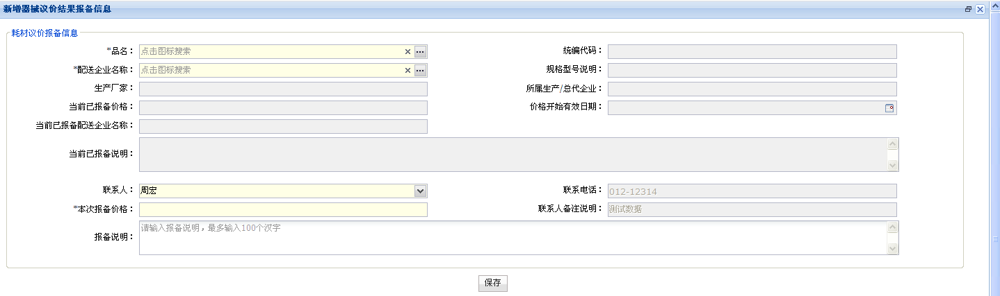 新增器械议价结果报备信息
耗材议价报备信息
*品名： 点击图标搜索 统编代码：
*配送企业名称： 点击图标搜索 规格型号说明：
生产厂家： 所属生产/总代企业：
当前已报备价格： 价格开始有效日期：
当前已报备配送企业名称：
当前已报备说明：
联系人： 周宏 联系电话： 012-12314
*本次报备价格： 联系人备注说明： 测试数据
报备说明： 请输入报备说明，最多输入100个汉字
保存